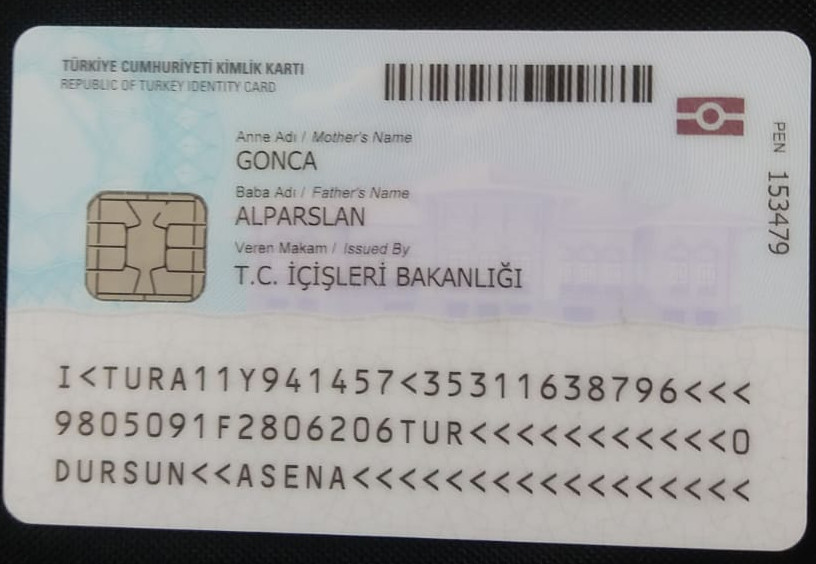 TÜRKİYE CUMHURİYETİ KİMLİK KARTI
REPUBLIC OF TURKEY IDENTITY CARD
Anne Adı / Mother's Name
GONCA
Baba Adı / Father's Name
ALPARSLAN
Veren Makam / Issued By
T.C. İÇİŞLERİ BAKANLIĞI
PEN 153479
I<TURA11Y941457<35311638796<<<
9805091F2806206TUR<<<<<<<<<<<0
DURSUN<<ASENA<<<<<<<<<<<<<<<<<